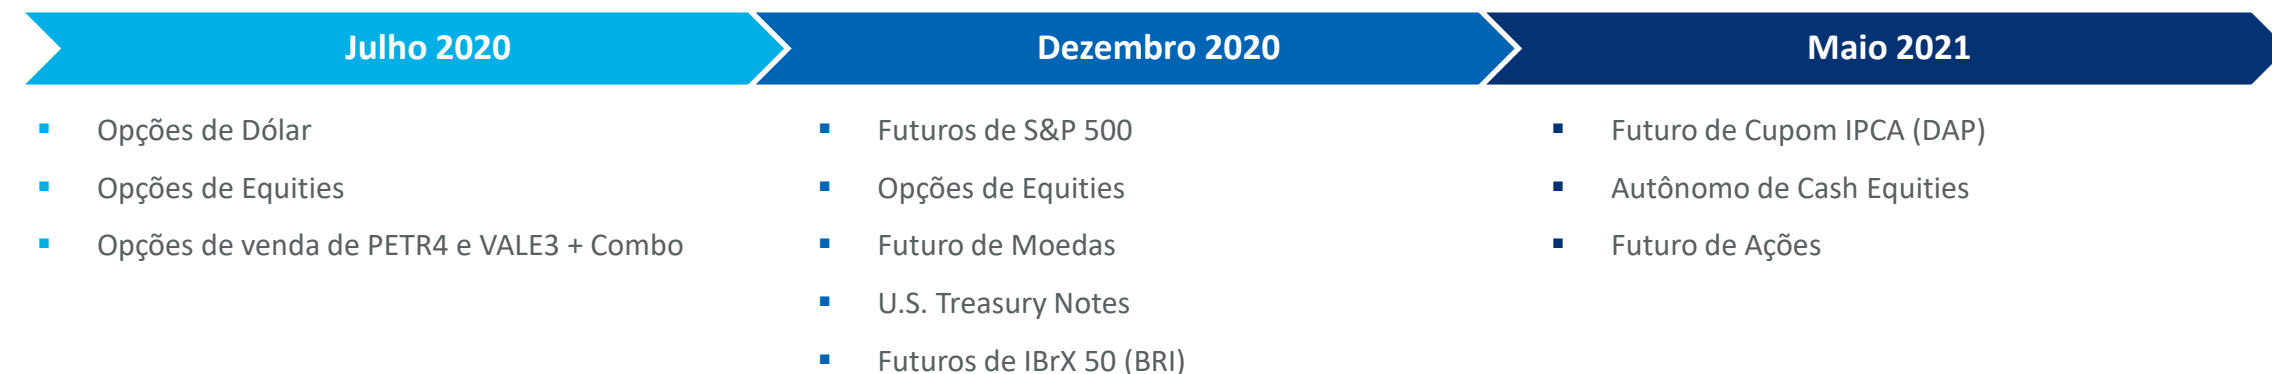 Julho 2020
Opções de Dólar
Opções de Equities
Opções de venda de PETR4 e VALE3 + Combo
Dezembro 2020
Futuros de S&P 500
Opções de Equities
Futuro de Moedas
U.S. Treasury Notes
Futuros de IBrX 50 (BRI)
Maio 2021
Futuro de Cupom IPCA (DAP)
Autônomo de Cash Equities
Futuro de Ações